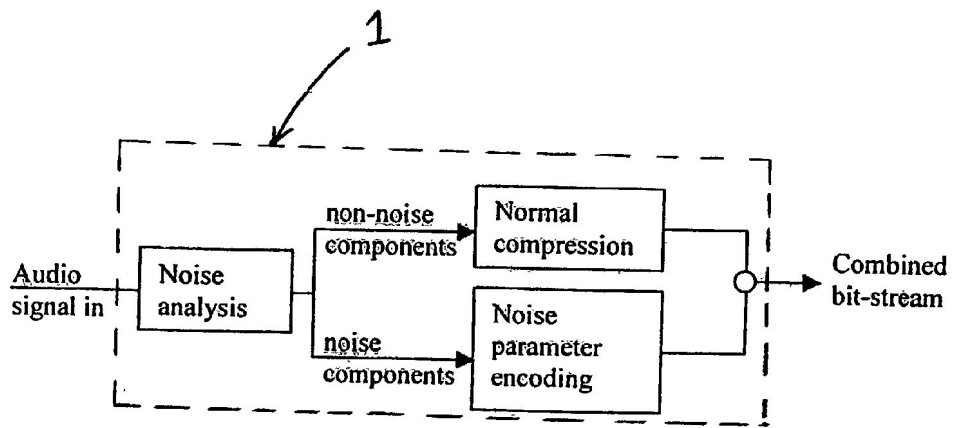 1
Audio
signal in
Noise
analysis
non-noise
components
noise
components
Normal
compression
Noise
parameter
encoding
Combined
bit-stream